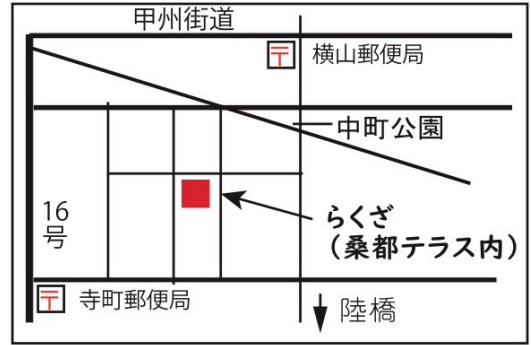 甲州街道
〒 横山郵便局
中町公園
16
号
らくざ
(桑都テラス内)
〒 寺町郵便局
陸橋